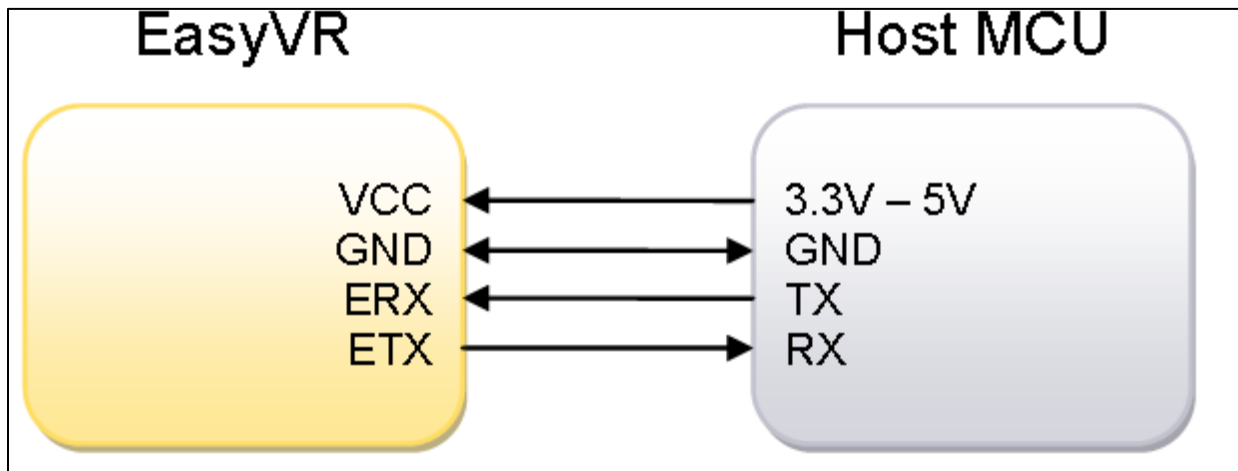 EasyVR
Host MCU
VCC
3.3V – 5V
GND
GND
ERX
TX
ETX
RX